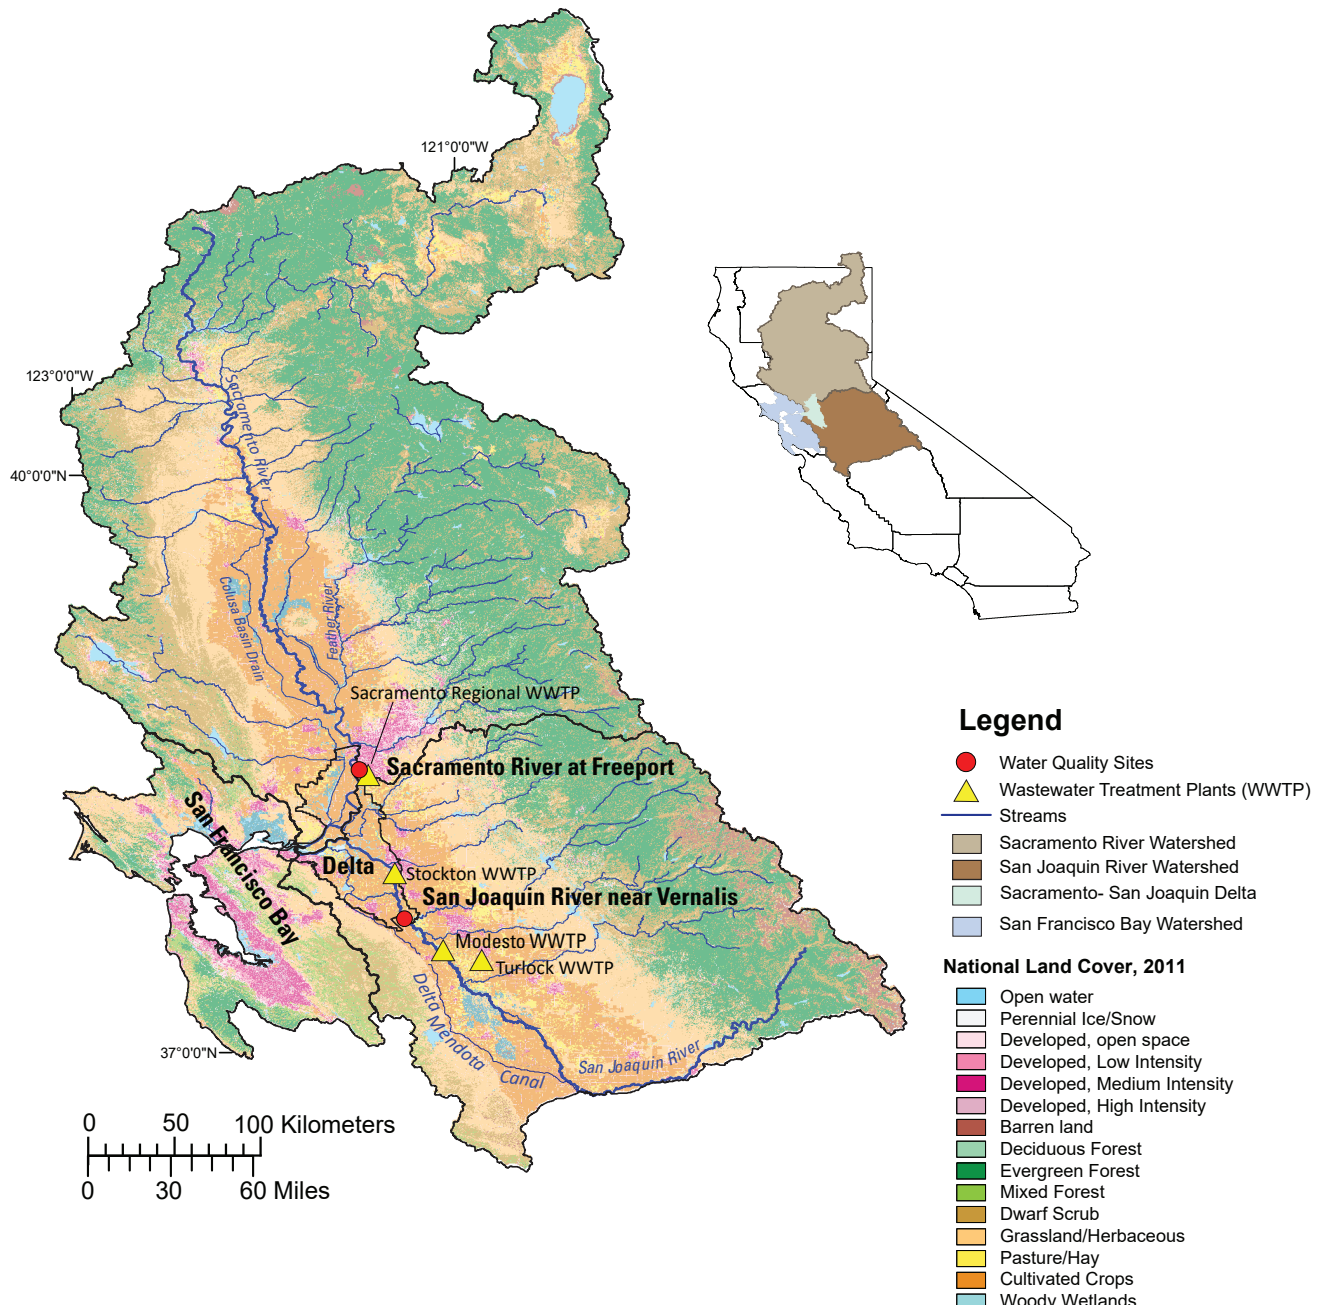 121°0'0"W
123°0'0"W
Sacramento River
40°0'0"N
Colusa Basin Drain
Feather River
Sacramento Regional WWTP
Sacramento River at Freeport
San Francisco Bay
Delta
Stockton WWTP
San Joaquin River near Vernalis
Modesto WWTP
Turlock WWTP
Delta Mendota Canal
San Joaquin River
37°0'0"N
0 50 100 Kilometers
0 30 60 Miles
Legend
Water Quality Sites
Wastewater Treatment Plants (WWTP)
Streams
Sacramento River Watershed
San Joaquin River Watershed
Sacramento- San Joaquin Delta
San Francisco Bay Watershed
National Land Cover, 2011
Open water
Perennial Ice/Snow
Developed, open space
Developed, Low Intensity
Developed, Medium Intensity
Developed, High Intensity
Barren land
Deciduous Forest
Evergreen Forest
Mixed Forest
Dwarf Scrub
Grassland/Herbaceous
Pasture/Hay
Cultivated Crops
Woody Wetlands